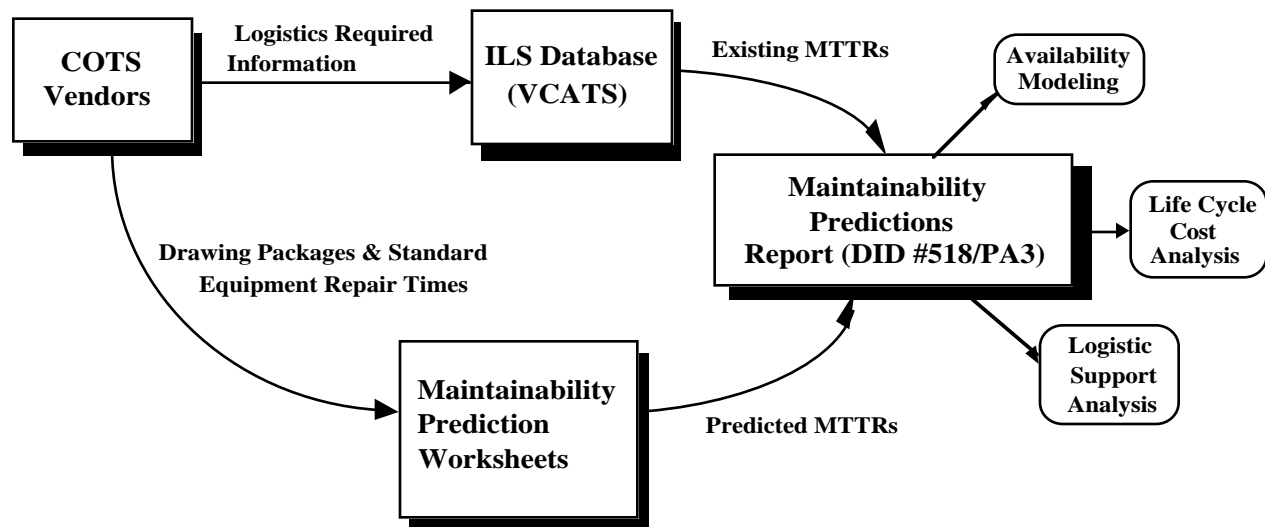 COTS
Vendors
Logistics Required
Information
ILS Database
(VCATS)
Existing MTTRs
Availability
Modeling
Maintainability
Predictions
Report (DID #518/PA3)
Life Cycle
Cost
Analysis
Drawing Packages & Standard
Equipment Repair Times
Logistic
Support
Analysis
Maintainability
Prediction
Worksheets
Predicted MTTRs